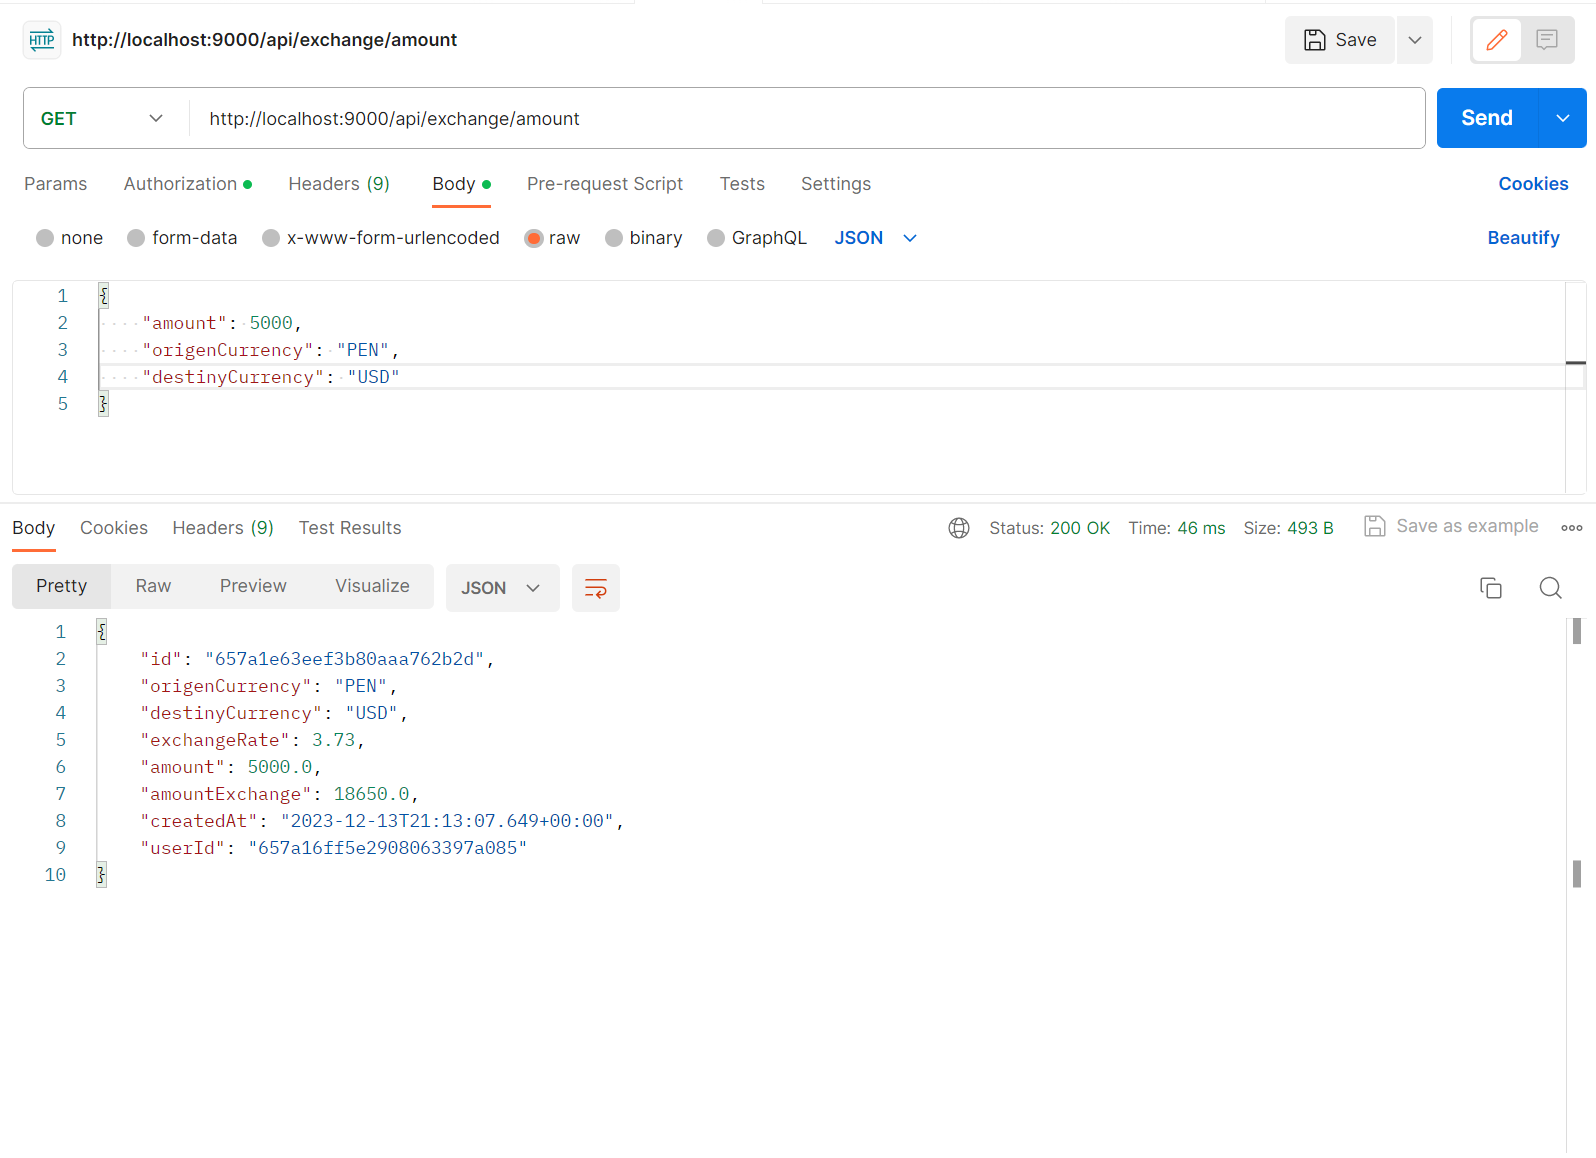 HTTP http://localhost:9000/api/exchange/amount Save
GET http://localhost:9000/api/exchange/amount Send
Params Authorization Headers (9) Body Pre-request Script Tests Settings Cookies
none form-data x-www-form-urlencoded raw binary GraphQL JSON Beautify
1 {
2 "amount": 5000,
3 "origenCurrency": "PEN",
4 "destinyCurrency": "USD"
5 }
Body Cookies Headers (9) Test Results Status: 200 OK Time: 46 ms Size: 493 B Save as example
Pretty Raw Preview Visualize JSON
1 {
2 "id": "657a1e63eef3b80aaa762b2d",
3 "origenCurrency": "PEN",
4 "destinyCurrency": "USD",
5 "exchangeRate": 3.73,
6 "amount": 5000.0,
7 "amountExchange": 18650.0,
8 "createdAt": "2023-12-13T21:13:07.649+00:00",
9 "userId": "657a16ff5e2908063397a085"
10 }